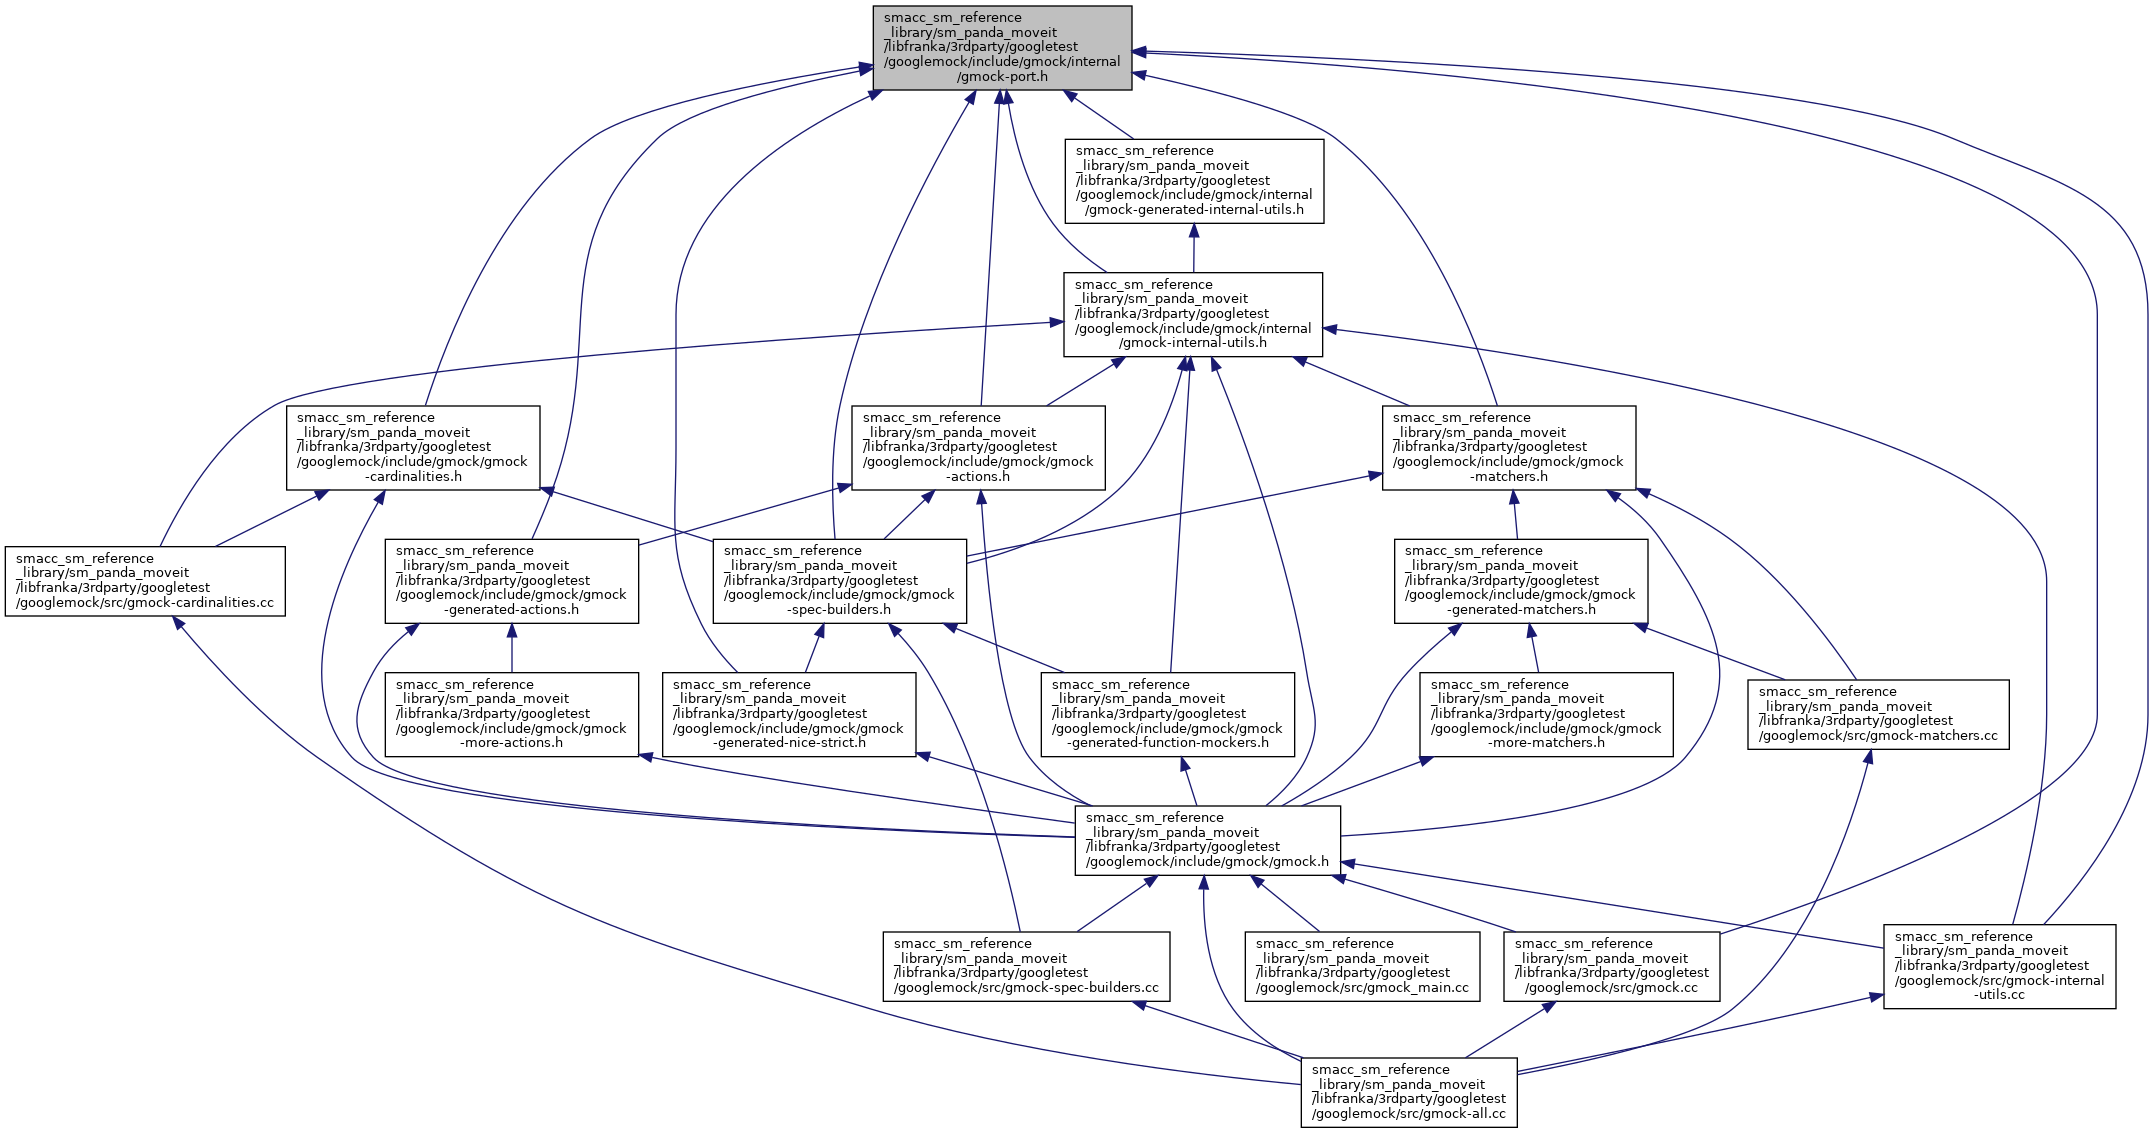 smacc_sm_reference
_library/sm_panda_moveit
/libfranka/3rdparty/googletest
/googlemock/include/gmock/internal
/gmock-port.h
smacc_sm_reference
_library/sm_panda_moveit
/libfranka/3rdparty/googletest
/googlemock/include/gmock/internal
/gmock-generated-internal-utils.h
smacc_sm_reference
_library/sm_panda_moveit
/libfranka/3rdparty/googletest
/googlemock/include/gmock/internal
/gmock-internal-utils.h
smacc_sm_reference
_library/sm_panda_moveit
/libfranka/3rdparty/googletest
/googlemock/include/gmock/gmock
-cardinalities.h
smacc_sm_reference
_library/sm_panda_moveit
/libfranka/3rdparty/googletest
/googlemock/include/gmock/gmock
-actions.h
smacc_sm_reference
_library/sm_panda_moveit
/libfranka/3rdparty/googletest
/googlemock/include/gmock/gmock
-matchers.h
smacc_sm_reference
_library/sm_panda_moveit
/libfranka/3rdparty/googletest
/googlemock/src/gmock-cardinalities.cc
smacc_sm_reference
_library/sm_panda_moveit
/libfranka/3rdparty/googletest
/googlemock/include/gmock/gmock
-generated-actions.h
smacc_sm_reference
_library/sm_panda_moveit
/libfranka/3rdparty/googletest
/googlemock/include/gmock/gmock
-spec-builders.h
smacc_sm_reference
_library/sm_panda_moveit
/libfranka/3rdparty/googletest
/googlemock/include/gmock/gmock
-generated-matchers.h
smacc_sm_reference
_library/sm_panda_moveit
/libfranka/3rdparty/googletest
/googlemock/include/gmock/gmock
-more-actions.h
smacc_sm_reference
_library/sm_panda_moveit
/libfranka/3rdparty/googletest
/googlemock/include/gmock/gmock
-generated-nice-strict.h
smacc_sm_reference
_library/sm_panda_moveit
/libfranka/3rdparty/googletest
/googlemock/include/gmock/gmock
-generated-function-mockers.h
smacc_sm_reference
_library/sm_panda_moveit
/libfranka/3rdparty/googletest
/googlemock/include/gmock/gmock
-more-matchers.h
smacc_sm_reference
_library/sm_panda_moveit
/libfranka/3rdparty/googletest
/googlemock/src/gmock-matchers.cc
smacc_sm_reference
_library/sm_panda_moveit
/libfranka/3rdparty/googletest
/googlemock/include/gmock/gmock.h
smacc_sm_reference
_library/sm_panda_moveit
/libfranka/3rdparty/googletest
/googlemock/src/gmock-spec-builders.cc
smacc_sm_reference
_library/sm_panda_moveit
/libfranka/3rdparty/googletest
/googlemock/src/gmock_main.cc
smacc_sm_reference
_library/sm_panda_moveit
/libfranka/3rdparty/googletest
/googlemock/src/gmock.cc
smacc_sm_reference
_library/sm_panda_moveit
/libfranka/3rdparty/googletest
/googlemock/src/gmock-internal
-utils.cc
smacc_sm_reference
_library/sm_panda_moveit
/libfranka/3rdparty/googletest
/googlemock/src/gmock-all.cc